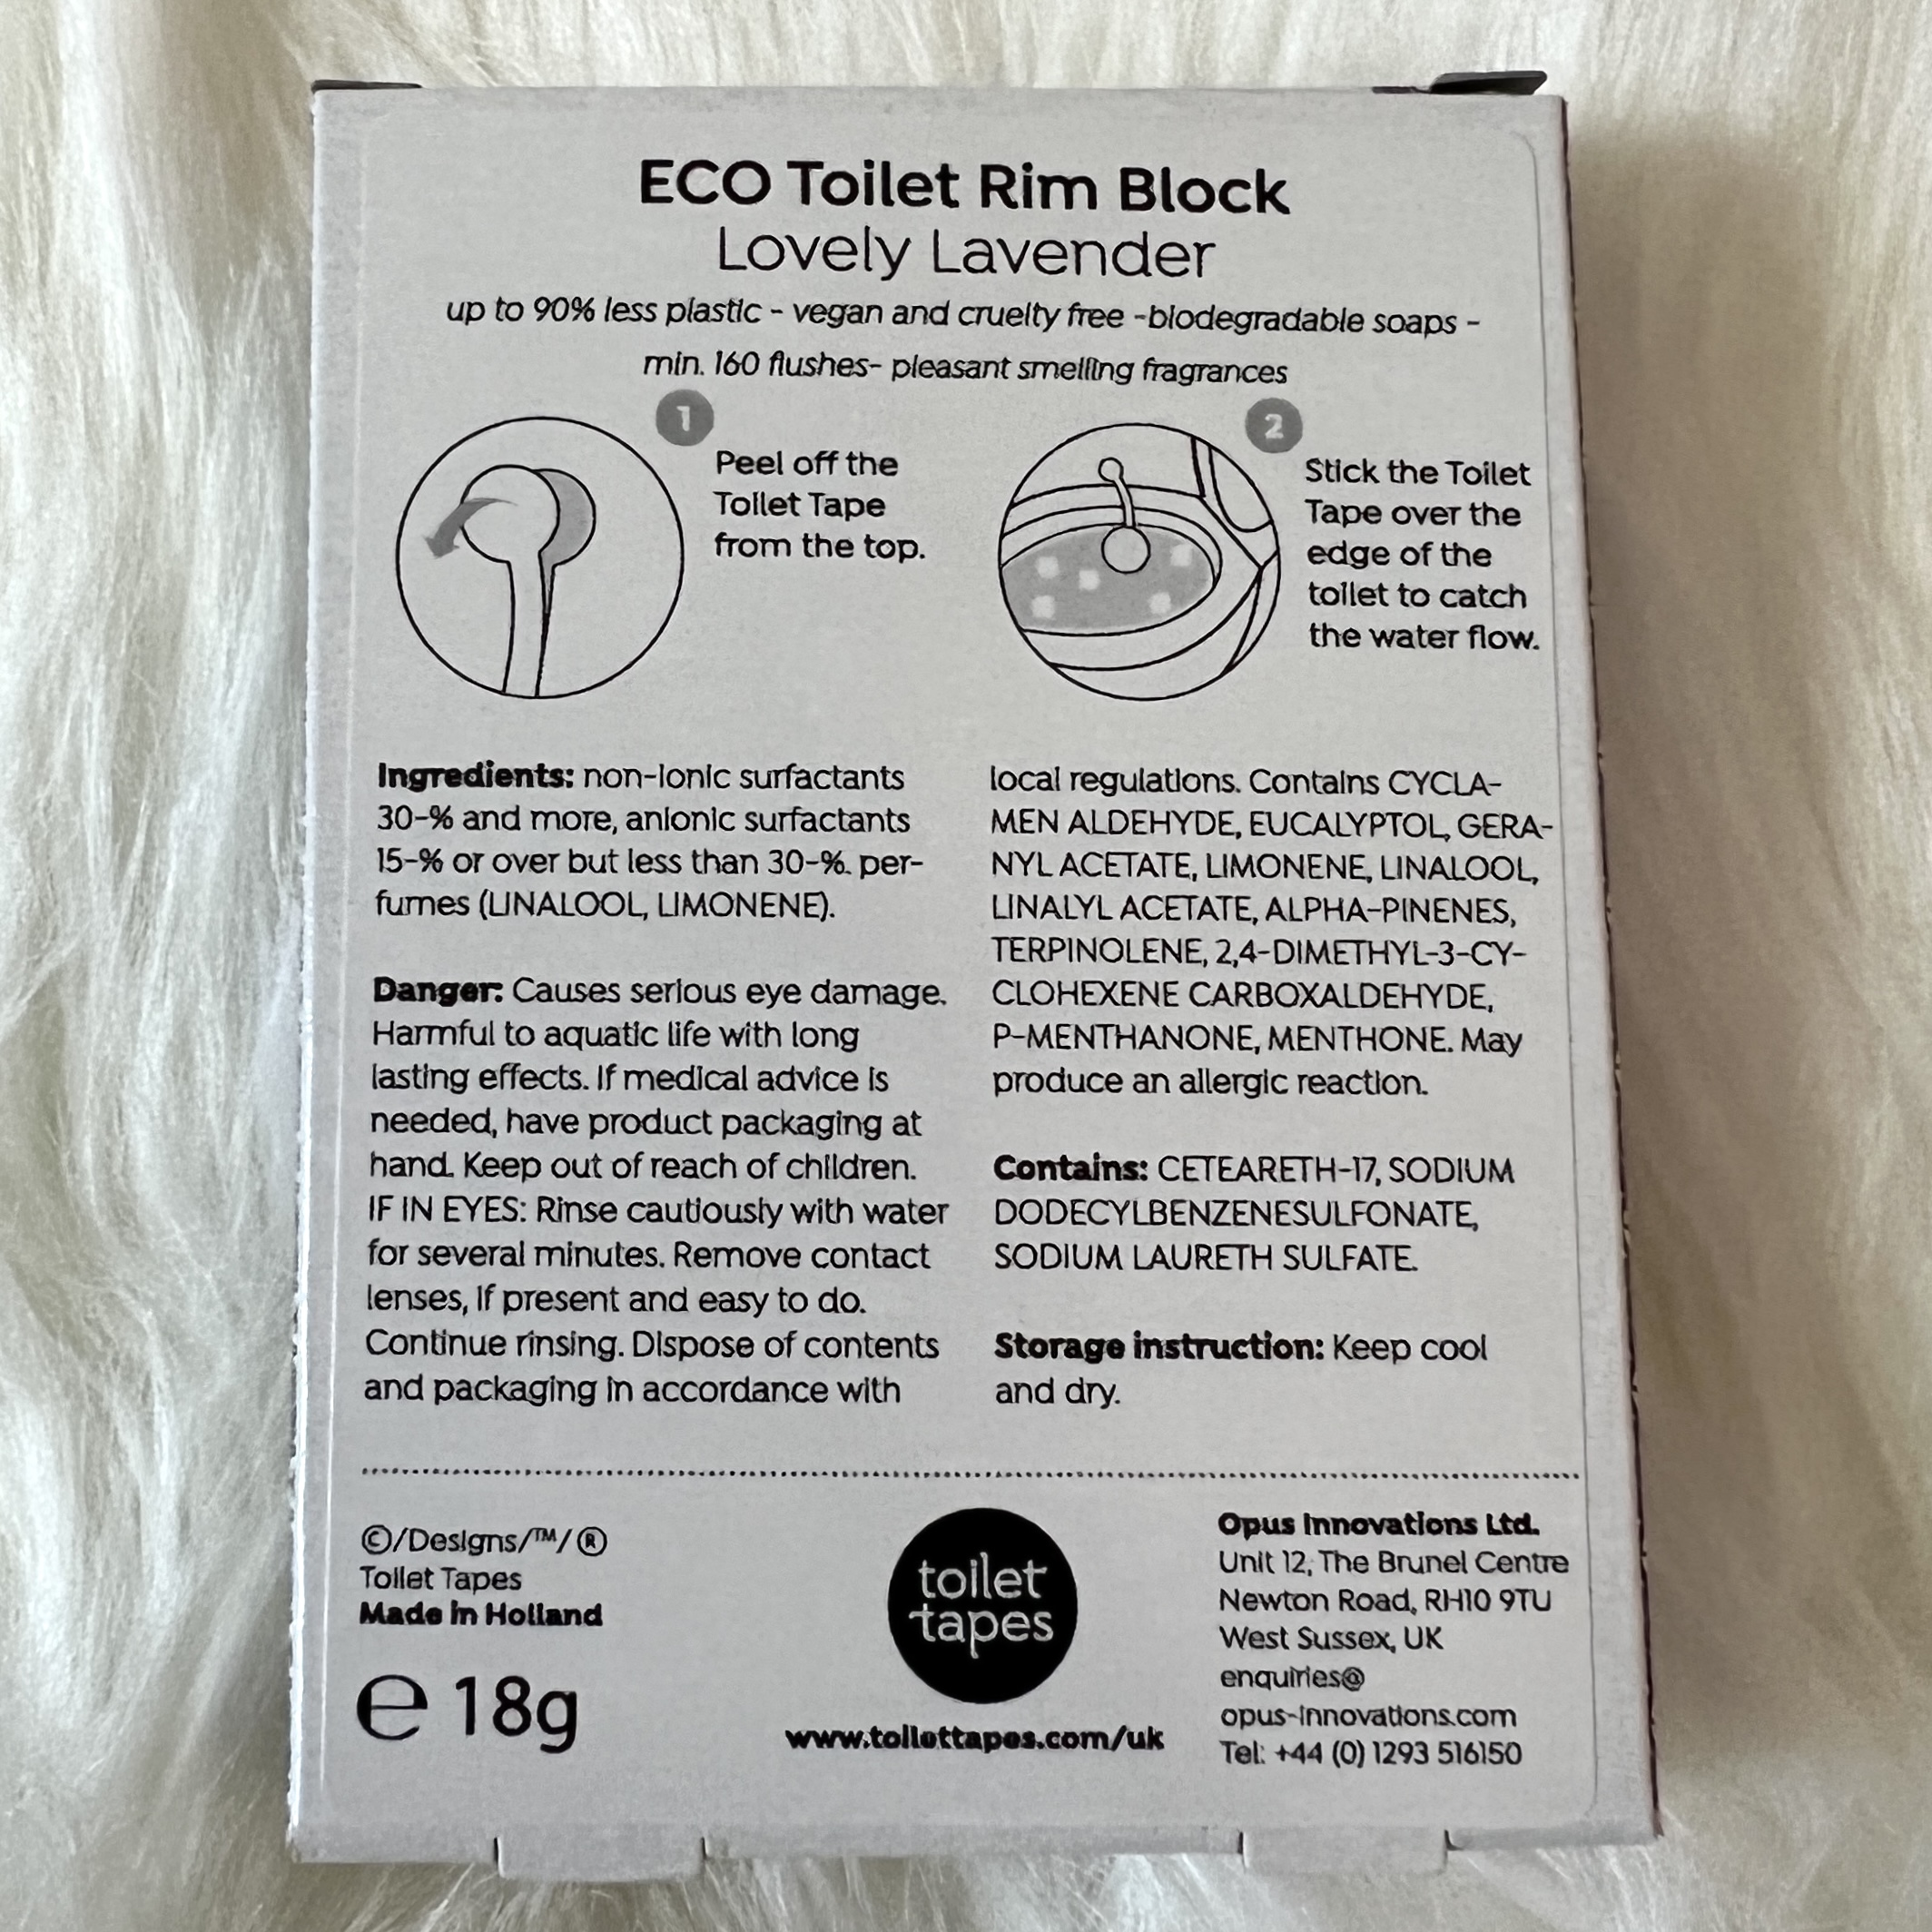 ECO Toilet Rim Block
Lovely Lavender
up to 90% less plastic - vegan and cruelty free -biodegradable soaps -
min. 160 flushes- pleasant smelling fragrances
1
Peel off the
Toilet Tape
from the top.
2
Stick the Toilet
Tape over the
edge of the
toilet to catch
the water flow.
Ingredients: non-ionic surfactants
30-% and more, anionic surfactants
15-% or over but less than 30-%. per-
fumes (LINALOOL, LIMONENE).
Danger: Causes serious eye damage.
Harmful to aquatic life with long
lasting effects. If medical advice is
needed, have product packaging at
hand. Keep out of reach of children.
IF IN EYES: Rinse cautiously with water
for several minutes. Remove contact
lenses, if present and easy to do.
Continue rinsing. Dispose of contents
and packaging in accordance with
local regulations. Contains CYCLA-
MEN ALDEHYDE, EUCALYPTOL, GERA-
NYL ACETATE, LIMONENE, LINALOOL,
LINALYL ACETATE, ALPHA-PINENES,
TERPINOLENE, 2,4-DIMETHYL-3-CY-
CLOHEXENE CARBOXALDEHYDE,
P-MENTHANONE, MENTHONE. May
produce an allergic reaction.
Contains: CETEARETH-17, SODIUM
DODECYLBENZENESULFONATE,
SODIUM LAURETH SULFATE.
Storage instruction: Keep cool
and dry.
©/Designs/™/®
Toilet Tapes
Made in Holland
℮ 18g
toilet
tapes
www.toilettapes.com/uk
Opus Innovations Ltd.
Unit 12, The Brunel Centre
Newton Road, RH10 9TU
West Sussex, UK
enquiries@
opus-innovations.com
Tel: +44 (0) 1293 516150